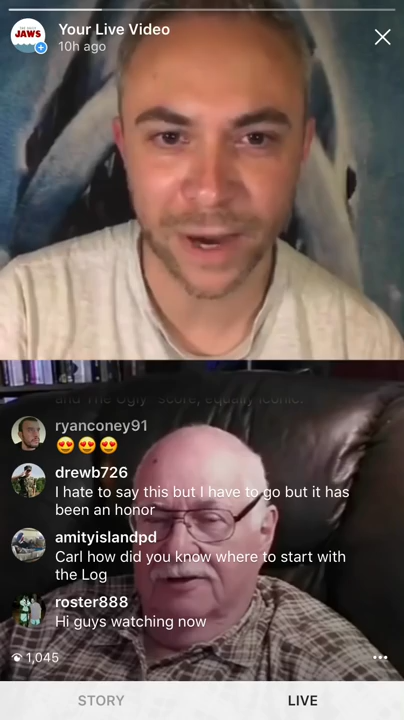 JAWS
Your Live Video
10h ago
and The Ugly" score, equally iconic.
ryanconey91
😍😍😍
drewb726
I hate to say this but I have to go but it has
been an honor
amityislandpd
Carl how did you know where to start with
the Log
roster888
Hi guys watching now
1,045
STORY
LIVE